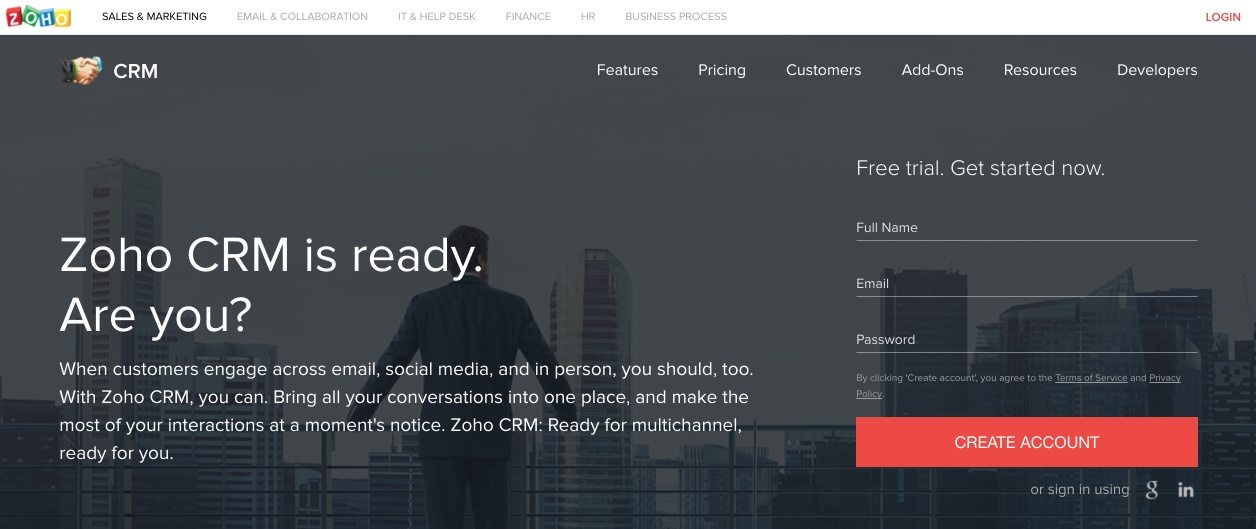 ZOHO SALES & MARKETING EMAIL & COLLABORATION IT & HELP DESK FINANCE HR BUSINESS PROCESS LOGIN
CRM Features Pricing Customers Add-Ons Resources Developers
Zoho CRM is ready.
Are you?
When customers engage across email, social media, and in person, you should, too.
With Zoho CRM, you can. Bring all your conversations into one place, and make the
most of your interactions at a moment's notice. Zoho CRM: Ready for multichannel,
ready for you.
Free trial. Get started now.
Full Name
Email
Password
By clicking 'Create account', you agree to the Terms of Service and Privacy
Policy.
CREATE ACCOUNT
or sign in using g in